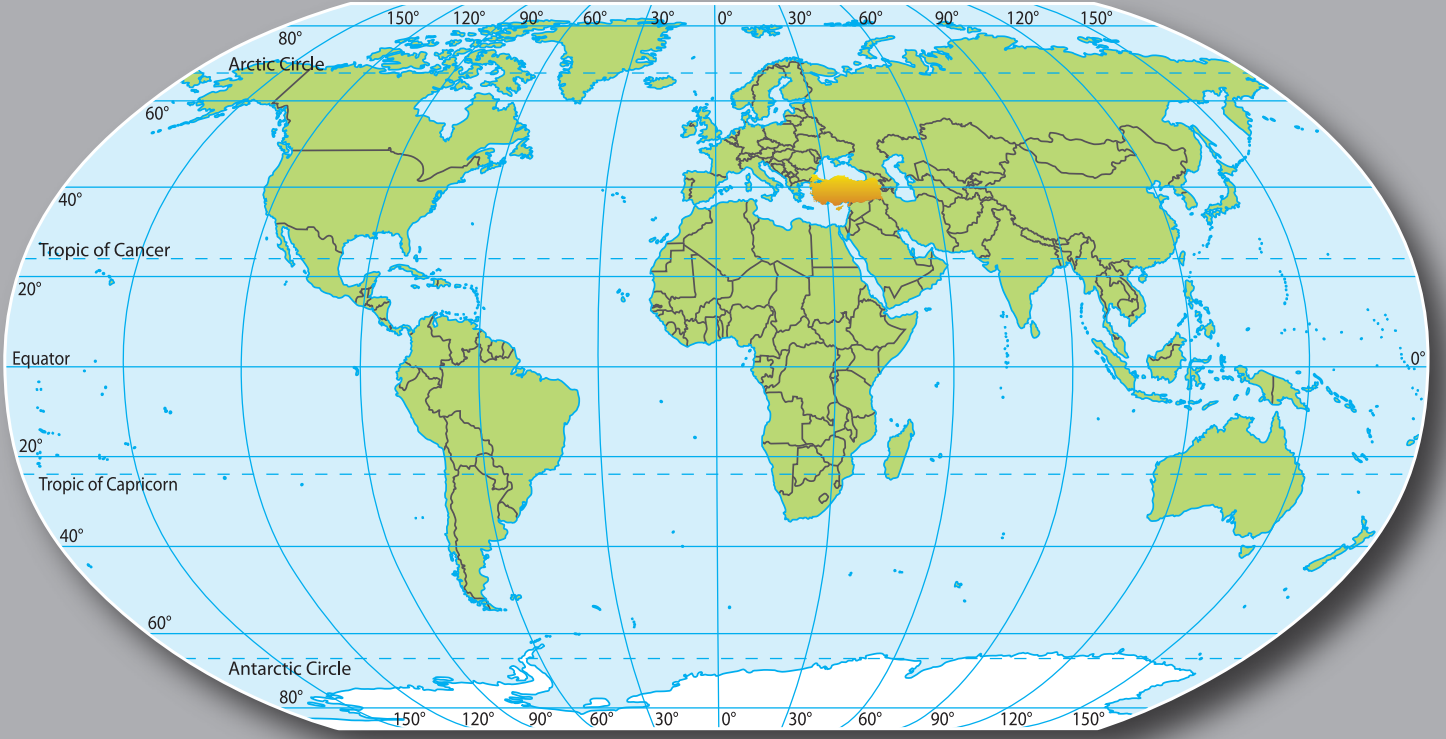 150° 120° 90° 60° 30° 0° 30° 60° 90° 120° 150°
80°
Arctic Circle
60°
40°
Tropic of Cancer
20°
Equator 0°
20°
Tropic of Capricorn
40°
60°
Antarctic Circle
80°
150° 120° 90° 60° 30° 0° 30° 60° 90° 120° 150°